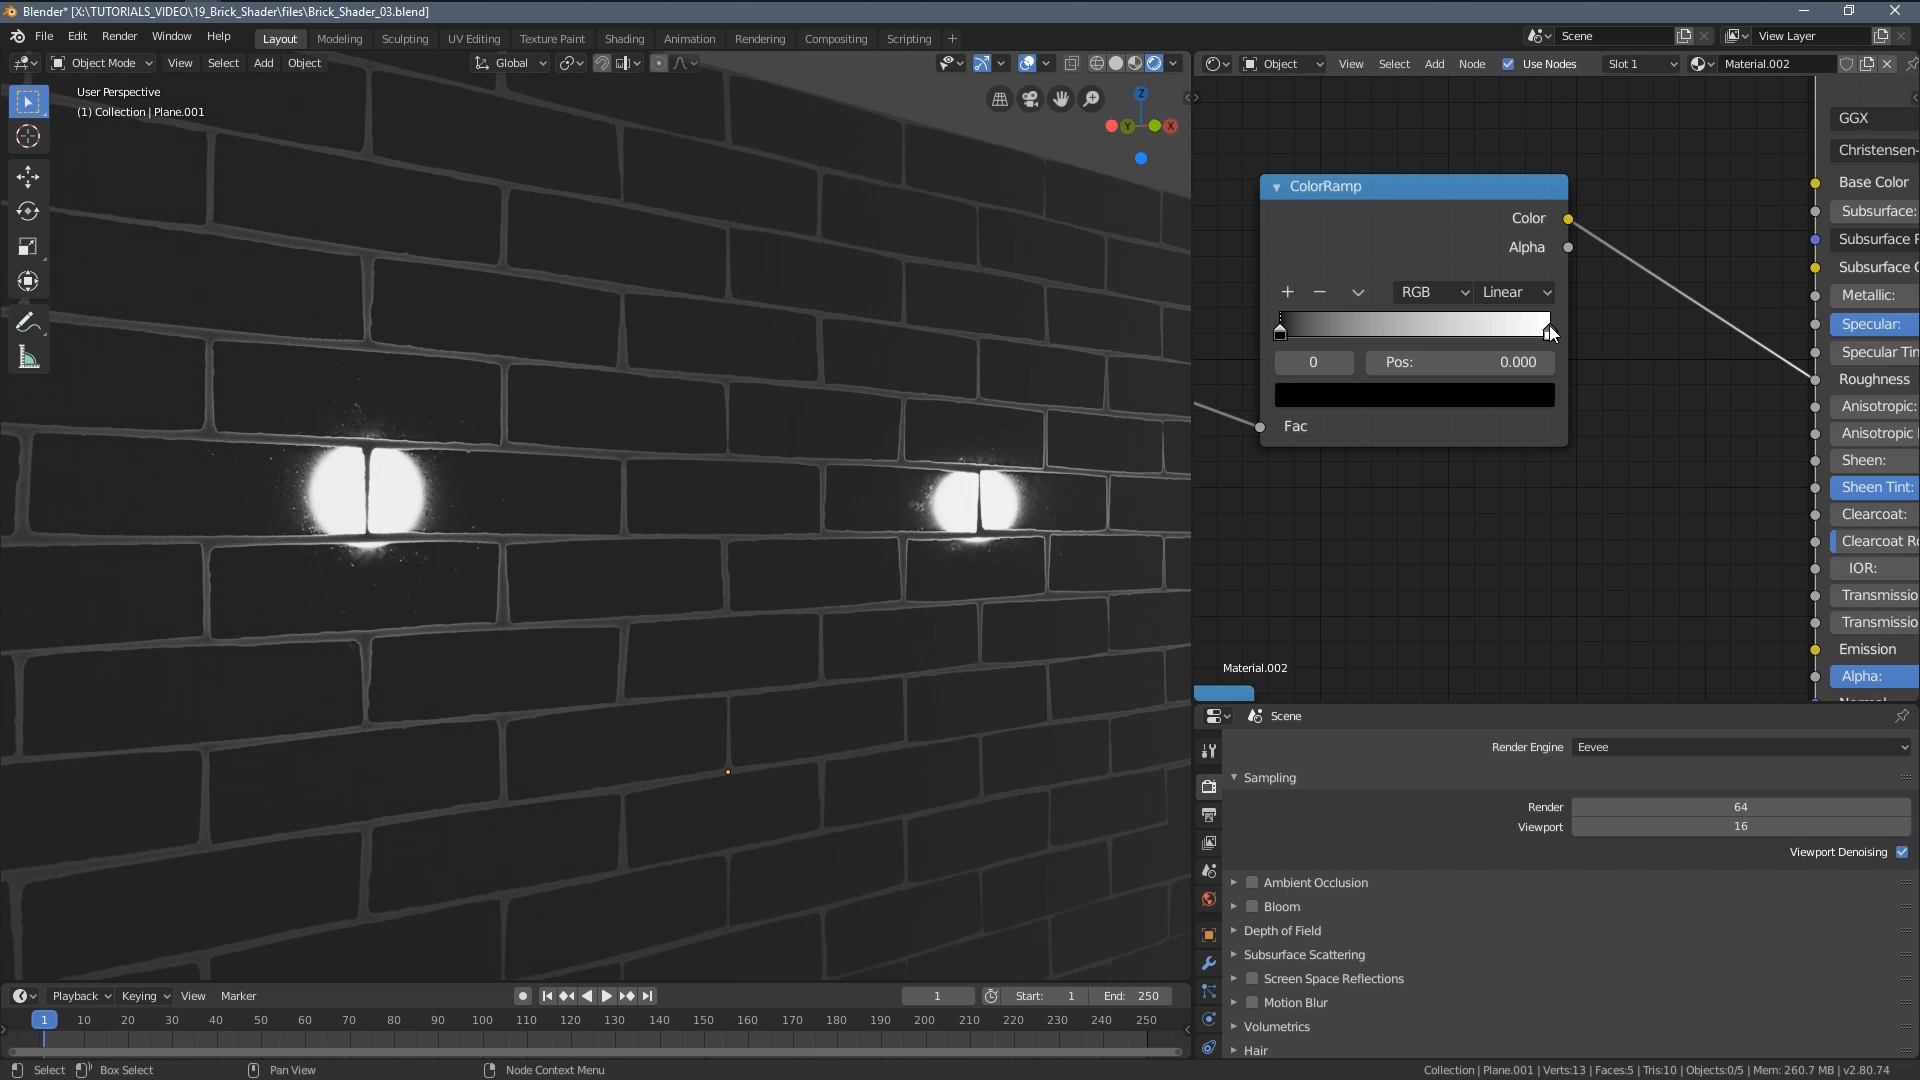 Blender* [X:\TUTORIALS_VIDEO\19_Brick_Shader\files\Brick_Shader_03.blend]
File Edit Render Window Help
Layout Modeling Sculpting UV Editing Texture Paint Shading Animation Rendering Compositing Scripting +
Scene
View Layer
Object Mode View Select Add Object
Global
Object View Select Add Node Use Nodes Slot 1 Material.002
User Perspective
(1) Collection | Plane.001
Z
Y
X
ColorRamp
Color
Alpha
RGB
Linear
0
Pos: 0.000
Fac
GGX
Christensen-
Base Color
Subsurface:
Subsurface R
Subsurface C
Metallic:
Specular:
Specular Tin
Roughness
Anisotropic:
Anisotropic
Sheen:
Sheen Tint:
Clearcoat:
Clearcoat Ro
IOR:
Transmissio
Transmissio
Emission
Alpha:
Normal
Material.002
Scene
Render Engine Eevee
Sampling
Render 64
Viewport 16
Viewport Denoising
Ambient Occlusion
Bloom
Depth of Field
Subsurface Scattering
Screen Space Reflections
Motion Blur
Volumetrics
Hair
Playback Keying View Marker
1
Start: 1
End: 250
1 10 20 30 40 50 60 70 80 90 100 110 120 130 140 150 160 170 180 190 200 210 220 230 240 250
Select Box Select Pan View Node Context Menu
Collection | Plane.001 | Verts:13 | Faces:5 | Tris:10 | Objects:0/5 | Mem: 260.7 MB | v2.80.74